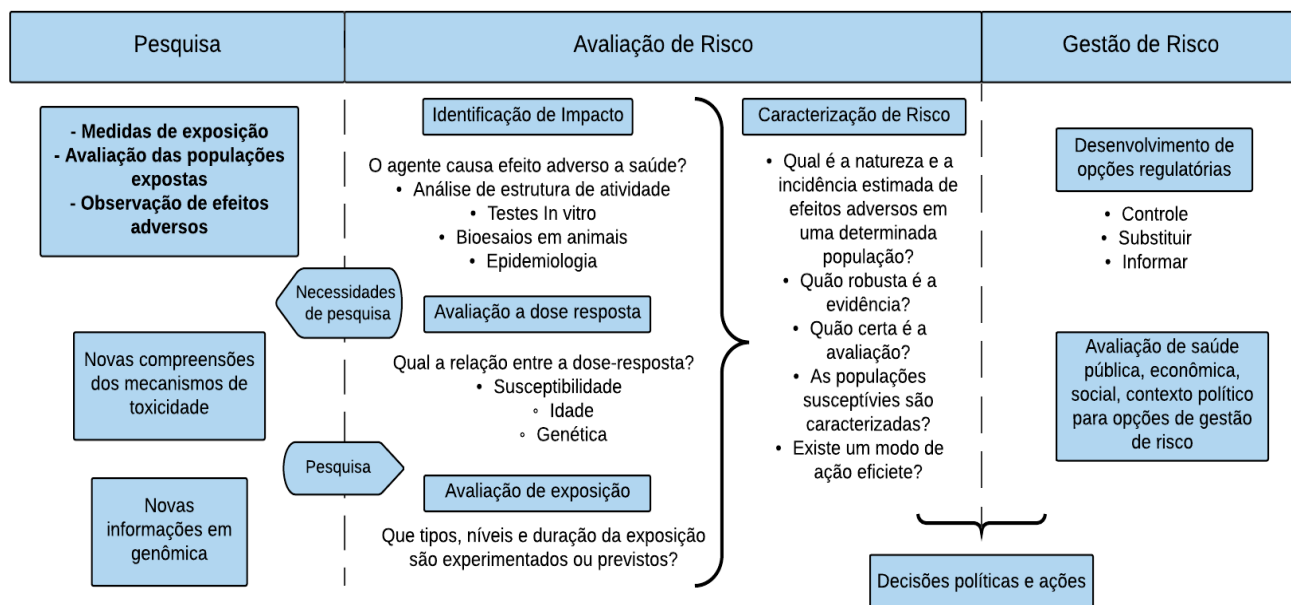 Pesquisa
Avaliação de Risco
Gestão de Risco
- Medidas de exposição
- Avaliação das populações
expostas
- Observação de efeitos
adversos
Novas compreensões
dos mecanismos de
toxicidade
Novas
informações em
genômica
Necessidades
de pesquisa
Pesquisa
Identificação de Impacto
O agente causa efeito adverso a saúde?
• Análise de estrutura de atividade
• Testes In vitro
• Bioesaios em animais
• Epidemiologia
Avaliação a dose resposta
Qual a relação entre a dose-resposta?
• Susceptibilidade
◦ Idade
◦ Genética
Avaliação de exposição
Que tipos, níveis e duração da exposição
são experimentados ou previstos?
Caracterização de Risco
• Qual é a natureza e a
incidência estimada de
efeitos adversos em
uma determinada
população?
• Quão robusta é a
evidência?
• Quão certa é a
avaliação?
• As populações
susceptívies são
caracterizadas?
• Existe um modo de
ação eficiete?
Desenvolvimento de
opções regulatórias
• Controle
• Substituir
• Informar
Avaliação de saúde
pública, econômica,
social, contexto político
para opções de gestão
de risco
Decisões políticas e ações